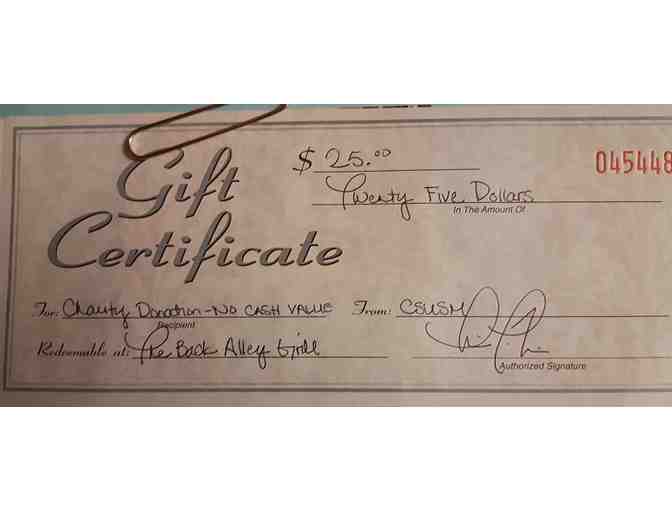 Gift
Certificate
$ 25.00
045448
Twenty Five Dollars
In The Amount Of
For: Charity Donation - NO CASH VALUE
Recipient
From: CSUSM
Redeemable at: The Back Alley Grill
Authorized Signature